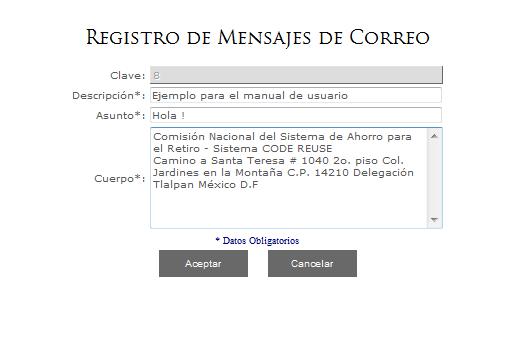 Registro de Mensajes de Correo
Clave: 8
Descripción*: Ejemplo para el manual de usuario
Asunto*: Hola !
Cuerpo*: Comisión Nacional del Sistema de Ahorro para
el Retiro - Sistema CODE REUSE
Camino a Santa Teresa # 1040 2o. piso Col.
Jardines en la Montaña C.P. 14210 Delegación
Tlalpan México D.F
* Datos Obligatorios
Aceptar Cancelar